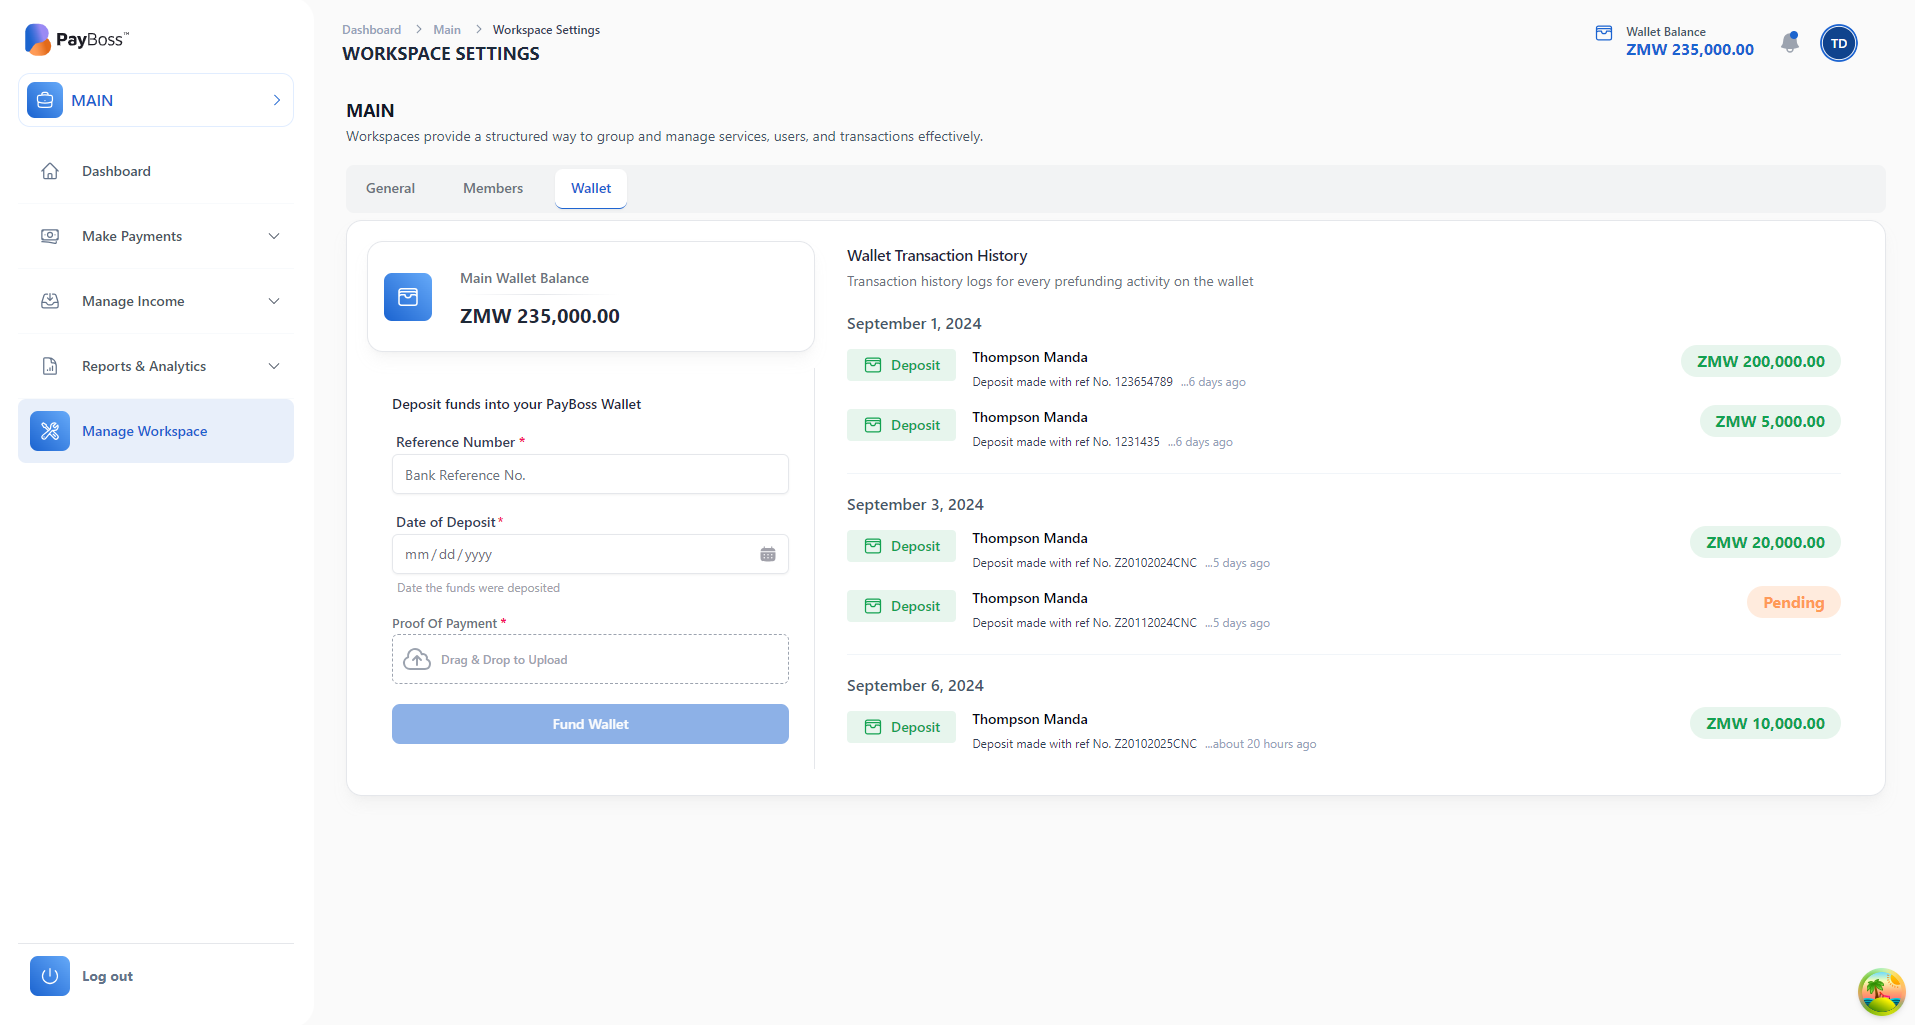 PayBoss™
MAIN
Dashboard
Make Payments
Manage Income
Reports & Analytics
Manage Workspace
Log out
Dashboard > Main > Workspace Settings
WORKSPACE SETTINGS
Wallet Balance
ZMW 235,000.00
TD
MAIN
Workspaces provide a structured way to group and manage services, users, and transactions effectively.
General Members Wallet
Main Wallet Balance
ZMW 235,000.00
Deposit funds into your PayBoss Wallet
Reference Number *
Bank Reference No.
Date of Deposit*
mm/dd/yyyy
Date the funds were deposited
Proof Of Payment *
Drag & Drop to Upload
Fund Wallet
Wallet Transaction History
Transaction history logs for every prefunding activity on the wallet
September 1, 2024
Deposit
Thompson Manda
Deposit made with ref No. 123654789 ...6 days ago
ZMW 200,000.00
Deposit
Thompson Manda
Deposit made with ref No. 1231435 ...6 days ago
ZMW 5,000.00
September 3, 2024
Deposit
Thompson Manda
Deposit made with ref No. Z20102024CNC ...5 days ago
ZMW 20,000.00
Deposit
Thompson Manda
Deposit made with ref No. Z20112024CNC ...5 days ago
Pending
September 6, 2024
Deposit
Thompson Manda
Deposit made with ref No. Z20102025CNC ...about 20 hours ago
ZMW 10,000.00